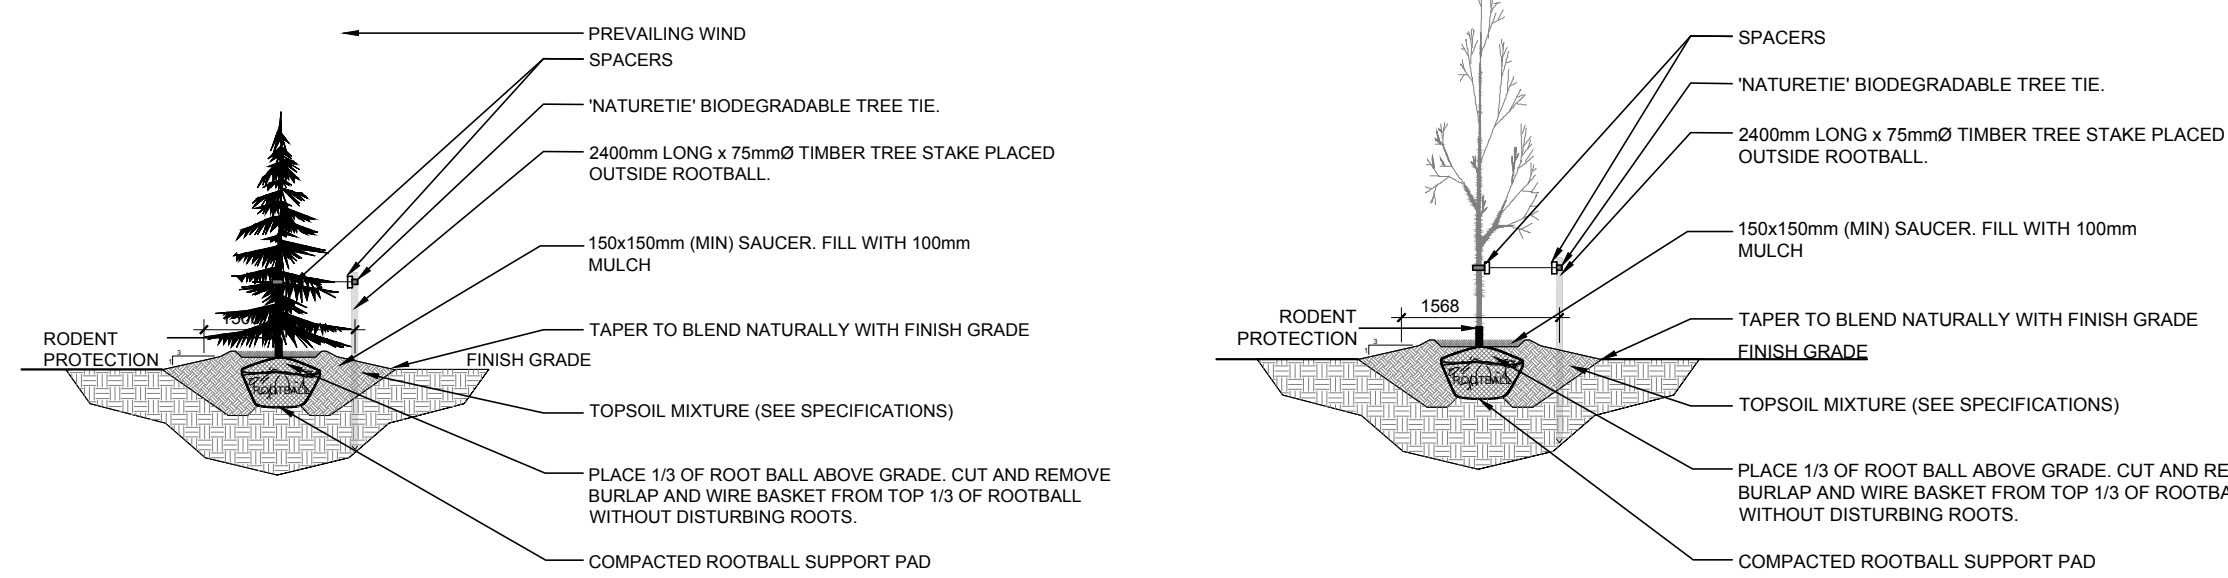 PREVAILING WIND
SPACERS
'NATURETIE' BIODEGRADABLE TREE TIE.
2400mm LONG x 75mmØ TIMBER TREE STAKE PLACED
OUTSIDE ROOTBALL.
150x150mm (MIN) SAUCER. FILL WITH 100mm
MULCH
RODENT
PROTECTION
3
1
TAPER TO BLEND NATURALLY WITH FINISH GRADE
FINISH GRADE
ROOTBALL
TOPSOIL MIXTURE (SEE SPECIFICATIONS)
PLACE 1/3 OF ROOT BALL ABOVE GRADE. CUT AND REMOVE
BURLAP AND WIRE BASKET FROM TOP 1/3 OF ROOTBALL
WITHOUT DISTURBING ROOTS.
COMPACTED ROOTBALL SUPPORT PAD
SPACERS
'NATURETIE' BIODEGRADABLE TREE TIE.
2400mm LONG x 75mmØ TIMBER TREE STAKE PLACED
OUTSIDE ROOTBALL.
150x150mm (MIN) SAUCER. FILL WITH 100mm
MULCH
1568
RODENT
PROTECTION
3
1
TAPER TO BLEND NATURALLY WITH FINISH GRADE
FINISH GRADE
ROOTBALL
TOPSOIL MIXTURE (SEE SPECIFICATIONS)
PLACE 1/3 OF ROOT BALL ABOVE GRADE. CUT AND RE
BURLAP AND WIRE BASKET FROM TOP 1/3 OF ROOTBA
WITHOUT DISTURBING ROOTS.
COMPACTED ROOTBALL SUPPORT PAD